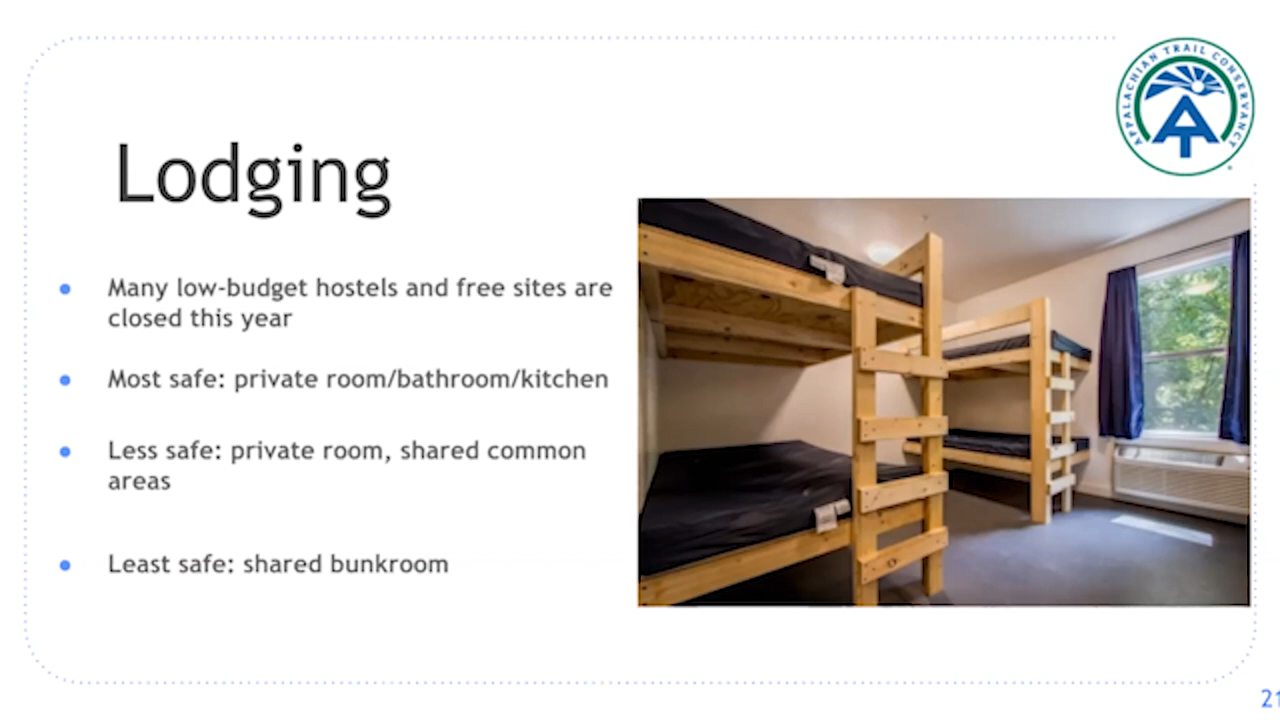 APPALACHIAN TRAIL CONSERVANCY
Lodging
Many low-budget hostels and free sites are
closed this year
Most safe: private room/bathroom/kitchen
Less safe: private room, shared common
areas
Least safe: shared bunkroom
21